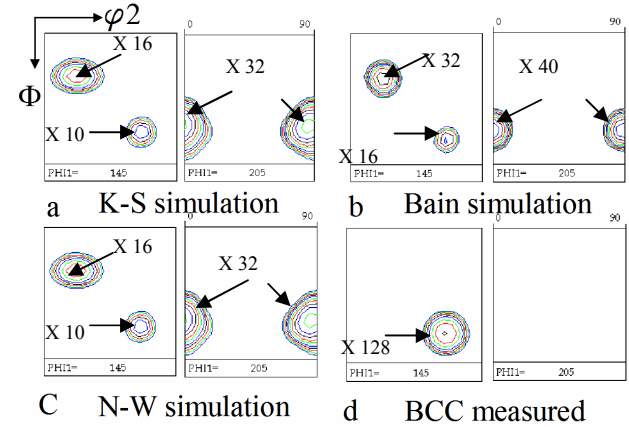 φ2
Φ
X 16
X 10
PHI1= 145
0 90
X 32
PHI1= 205
a K-S simulation
X 32
X 16
PHI1= 145
0 90
X 40
PHI1= 205
b Bain simulation
X 16
X 10
PHI1= 145
0 90
X 32
PHI1= 205
C N-W simulation
X 128
PHI1= 145
0 90
PHI1= 205
d BCC measured